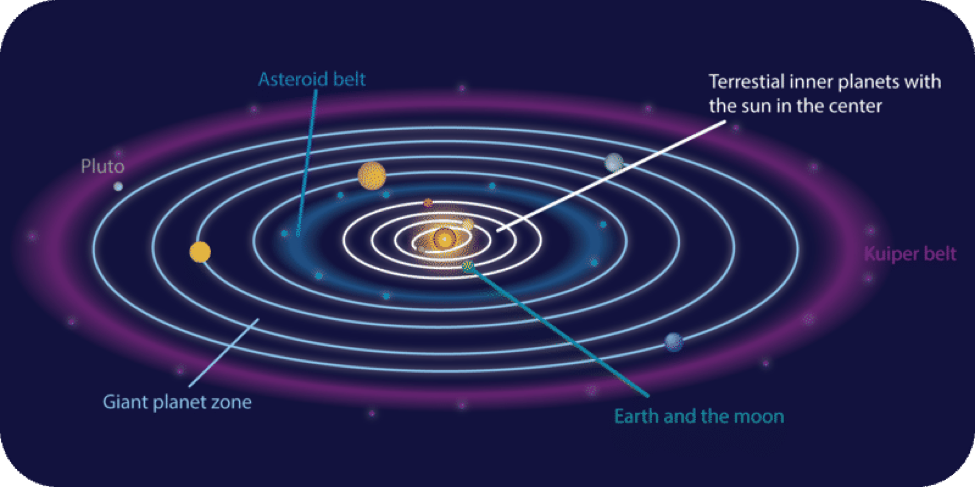 Asteroid belt
Terrestial inner planets with
the sun in the center
Pluto
Kuiper belt
Giant planet zone
Earth and the moon